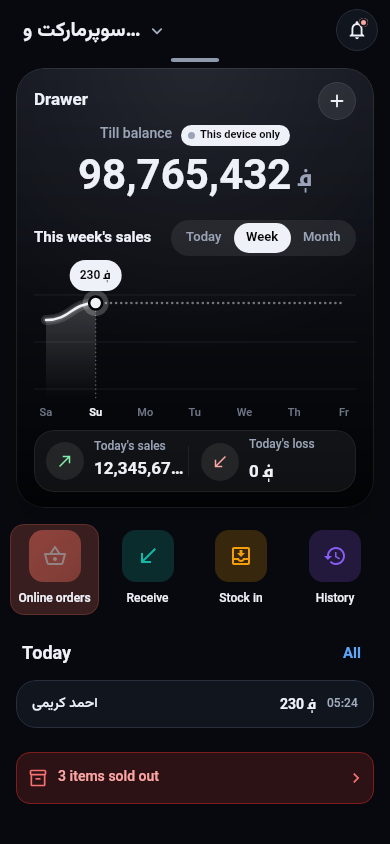 سوپرمارکت و...
Drawer
Till balance
This device only
98,765,432 ؋
This week's sales
Today
Week
Month
230 ؋
Sa Su Mo Tu We Th Fr
Today's sales
12,345,67...
Today's loss
0 ؋
Online orders
Receive
Stock in
History
Today
All
احمد کریمی
230 ؋
05:24
3 items sold out